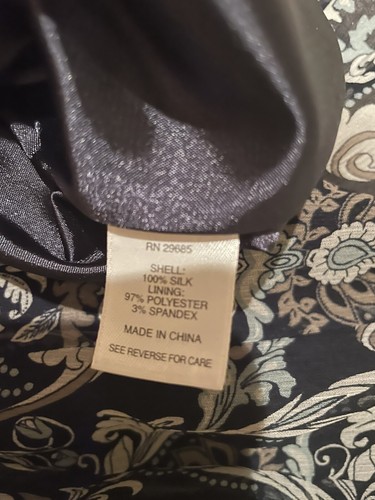 RN 29685
SHELL:
100% SILK
LINING:
97% POLYESTER
3% SPANDEX
MADE IN CHINA
SEE REVERSE FOR CARE